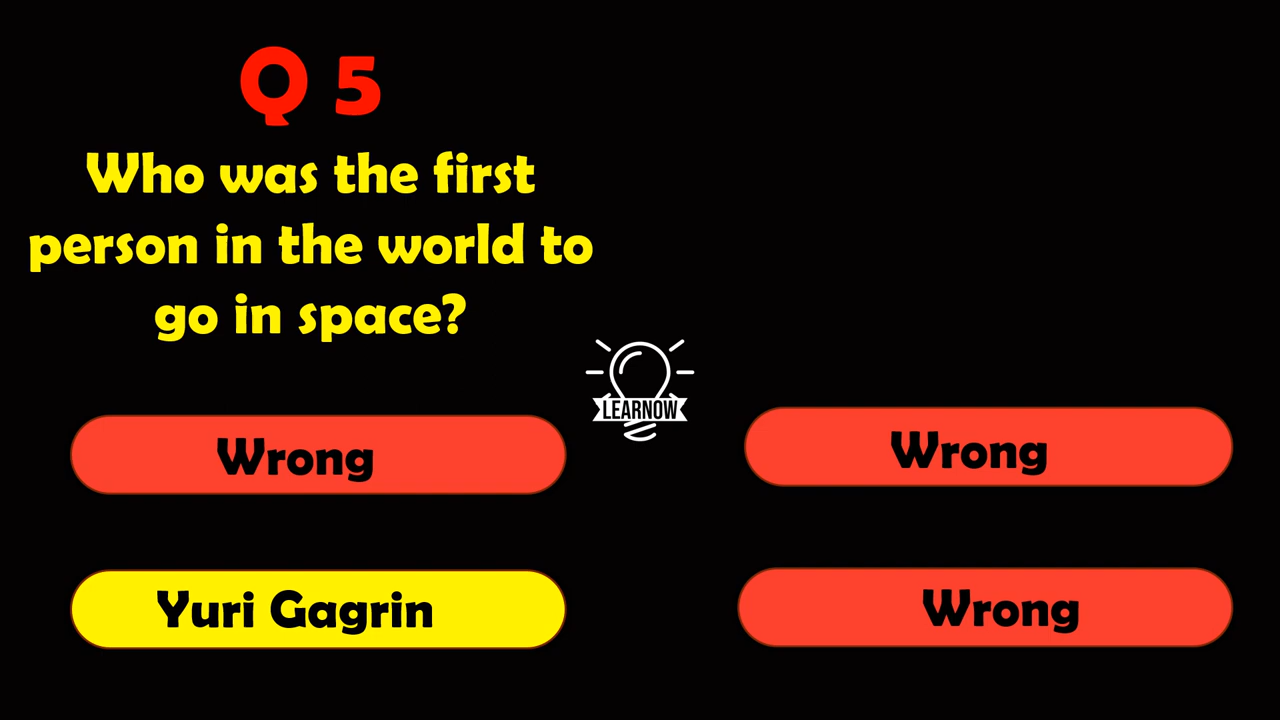 Q 5
Who was the first
person in the world to
go in space?
LEARNOW
Wrong
Wrong
Yuri Gagrin
Wrong